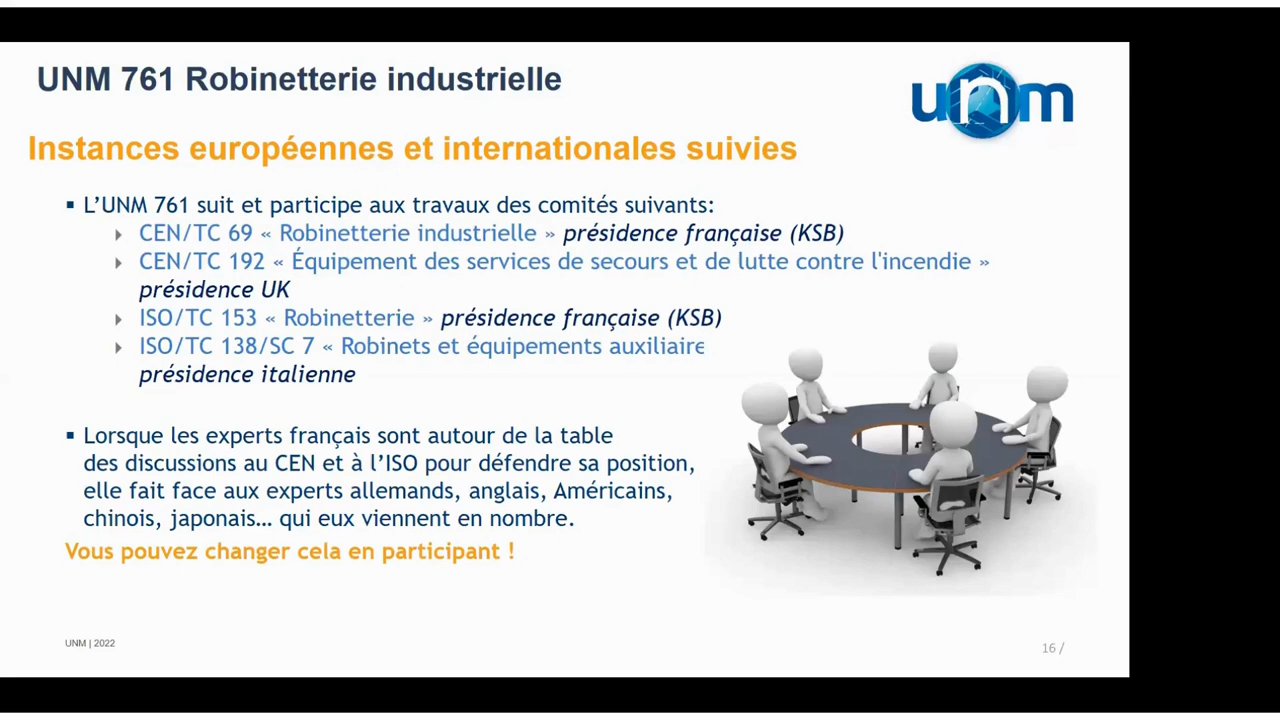 UNM 761 Robinetterie industrielle
unm
Instances européennes et internationales suivies
▪ L’UNM 761 suit et participe aux travaux des comités suivants:
CEN/TC 69 « Robinetterie industrielle » présidence française (KSB)
CEN/TC 192 « Équipement des services de secours et de lutte contre l'incendie »
présidence UK
ISO/TC 153 « Robinetterie » présidence française (KSB)
ISO/TC 138/SC 7 « Robinets et équipements auxiliaire
présidence italienne
▪ Lorsque les experts français sont autour de la table
des discussions au CEN et à l’ISO pour défendre sa position,
elle fait face aux experts allemands, anglais, Américains,
chinois, japonais… qui eux viennent en nombre.
Vous pouvez changer cela en participant !
UNM | 2022
16 /